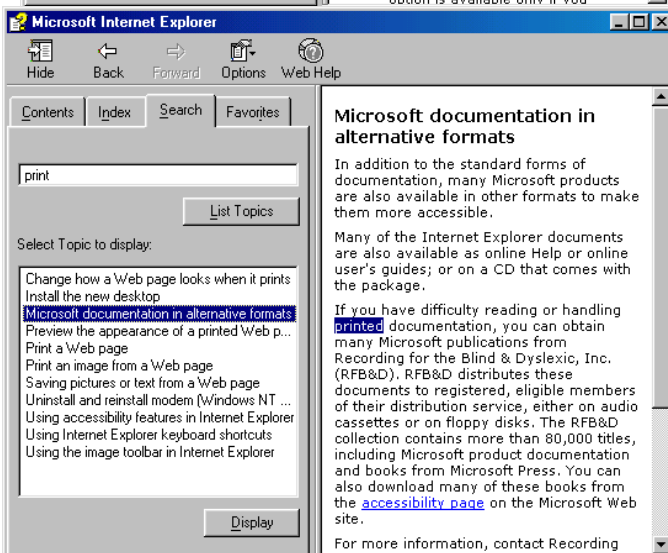 option is available only if you
Microsoft Internet Explorer
Hide Back Forward Options Web Help
Contents Index Search Favorites
print
List Topics
Select Topic to display:
Change how a Web page looks when it prints
Install the new desktop
Microsoft documentation in alternative formats
Preview the appearance of a printed Web p...
Print a Web page
Print an image from a Web page
Saving pictures or text from a Web page
Uninstall and reinstall modem (Windows NT ...
Using accessibility features in Internet Explorer
Using Internet Explorer keyboard shortcuts
Using the image toolbar in Internet Explorer
Display
Microsoft documentation in
alternative formats
In addition to the standard forms of
documentation, many Microsoft products
are also available in other formats to make
them more accessible.
Many of the Internet Explorer documents
are also available as online Help or online
user's guides; or on a CD that comes with
the package.
If you have difficulty reading or handling
printed documentation, you can obtain
many Microsoft publications from
Recording for the Blind & Dyslexic, Inc.
(RFB&D). RFB&D distributes these
documents to registered, eligible members
of their distribution service, either on audio
cassettes or on floppy disks. The RFB&D
collection contains more than 80,000 titles,
including Microsoft product documentation
and books from Microsoft Press. You can
also download many of these books from
the accessibility page on the Microsoft Web
site.
For more information, contact Recording